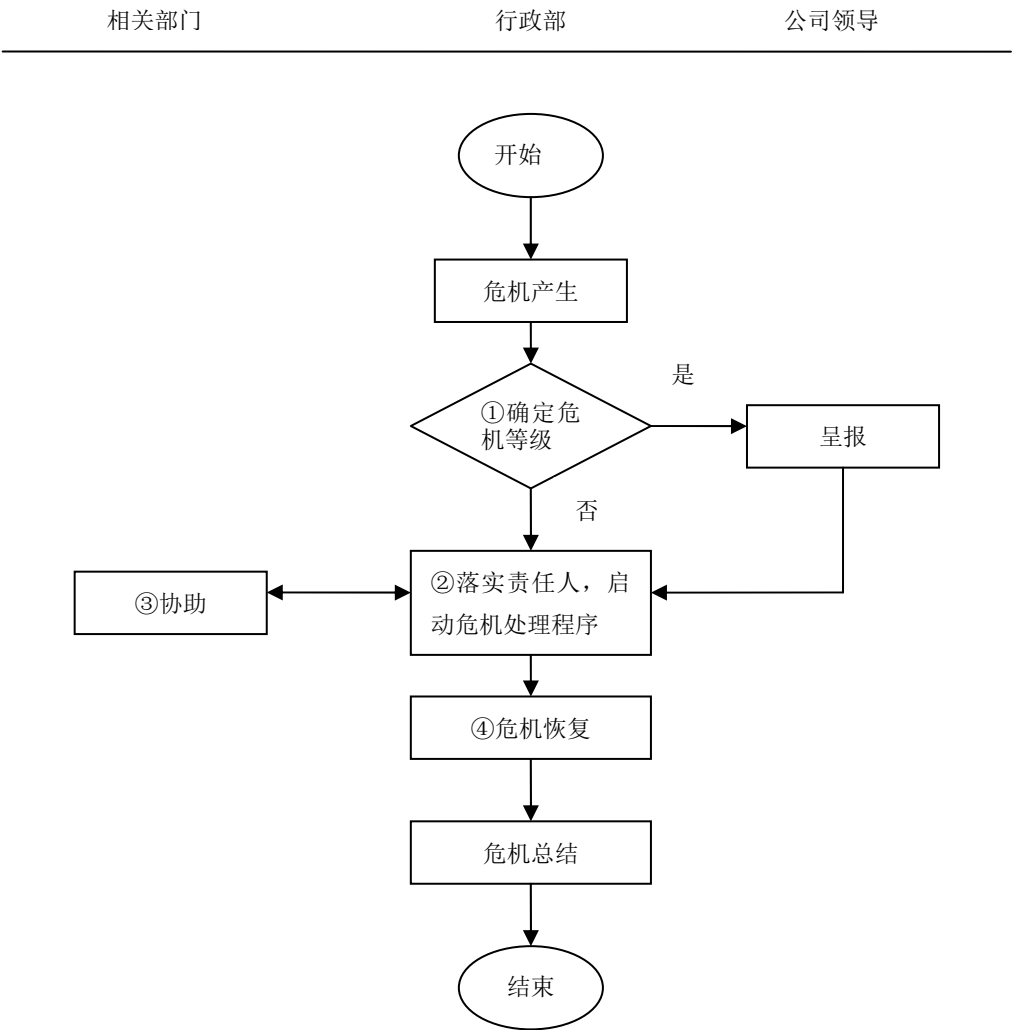 相关部门
行政部
公司领导
开始
危机产生
是
①确定危
机等级
呈报
否
②落实责任人，启
动危机处理程序
③协助
④危机恢复
危机总结
结束